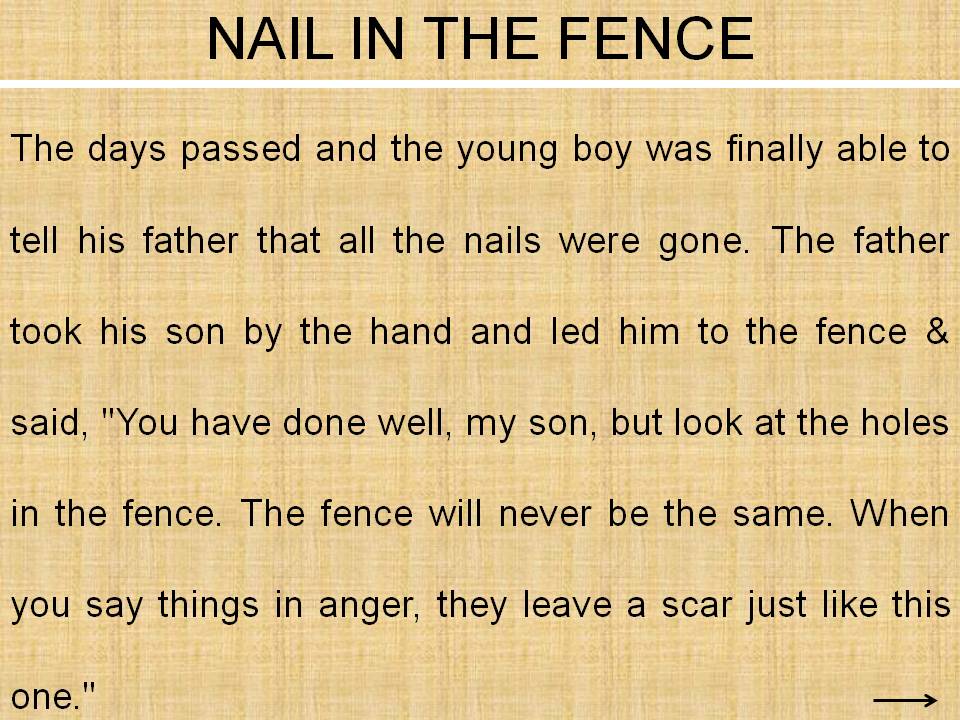 NAIL IN THE FENCE
The days passed and the young boy was finally able to
tell his father that all the nails were gone. The father
took his son by the hand and led him to the fence &
said, "You have done well, my son, but look at the holes
in the fence. The fence will never be the same. When
you say things in anger, they leave a scar just like this
one."